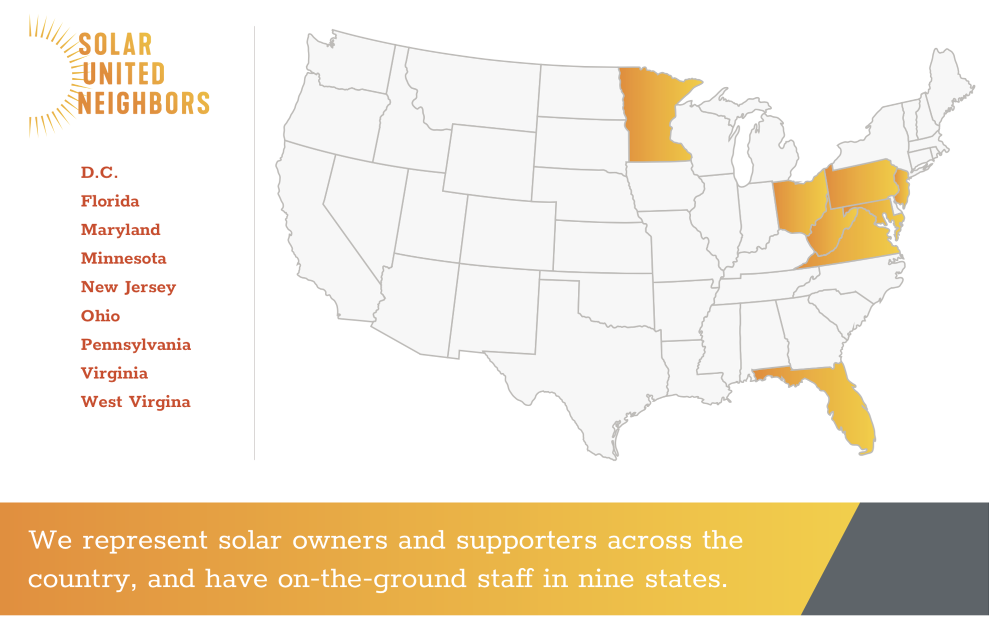 SOLAR
UNITED
NEIGHBORS
D.C.
Florida
Maryland
Minnesota
New Jersey
Ohio
Pennsylvania
Virginia
West Virgina
We represent solar owners and supporters across the
country, and have on-the-ground staff in nine states.